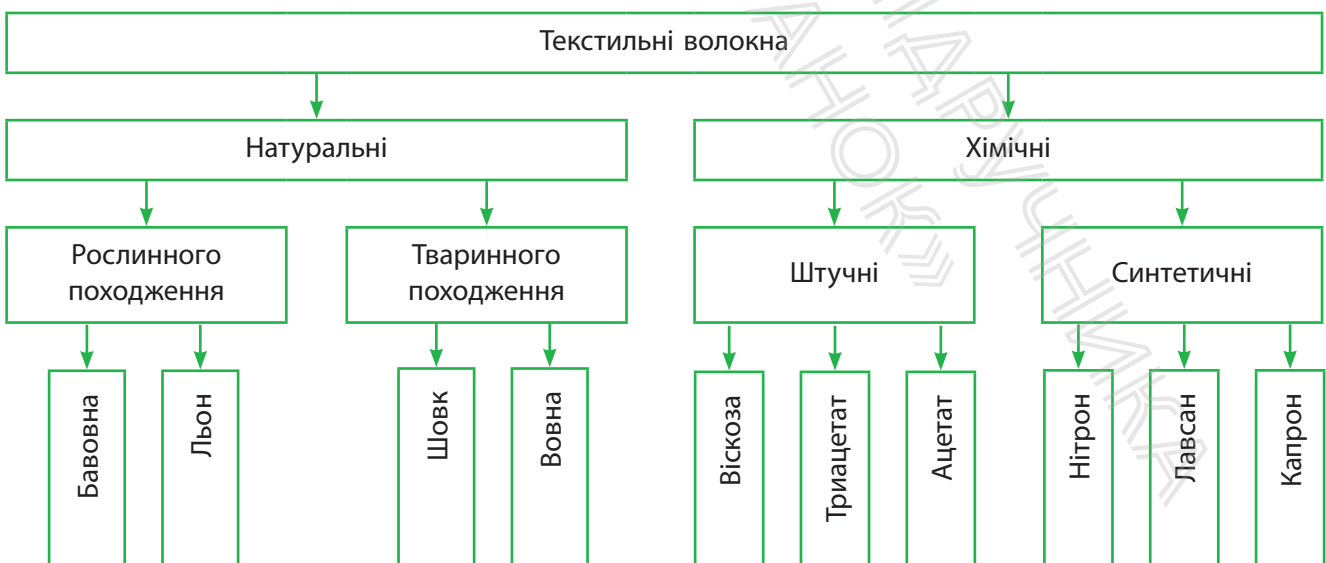 Текстильні волокна
Натуральні
Хімічні
Рослинного
походження
Тваринного
походження
Штучні
Синтетичні
Бавовна
Льон
Шовк
Вовна
Віскоза
Триацетат
Ацетат
Нітрон
Лавсан
Капрон